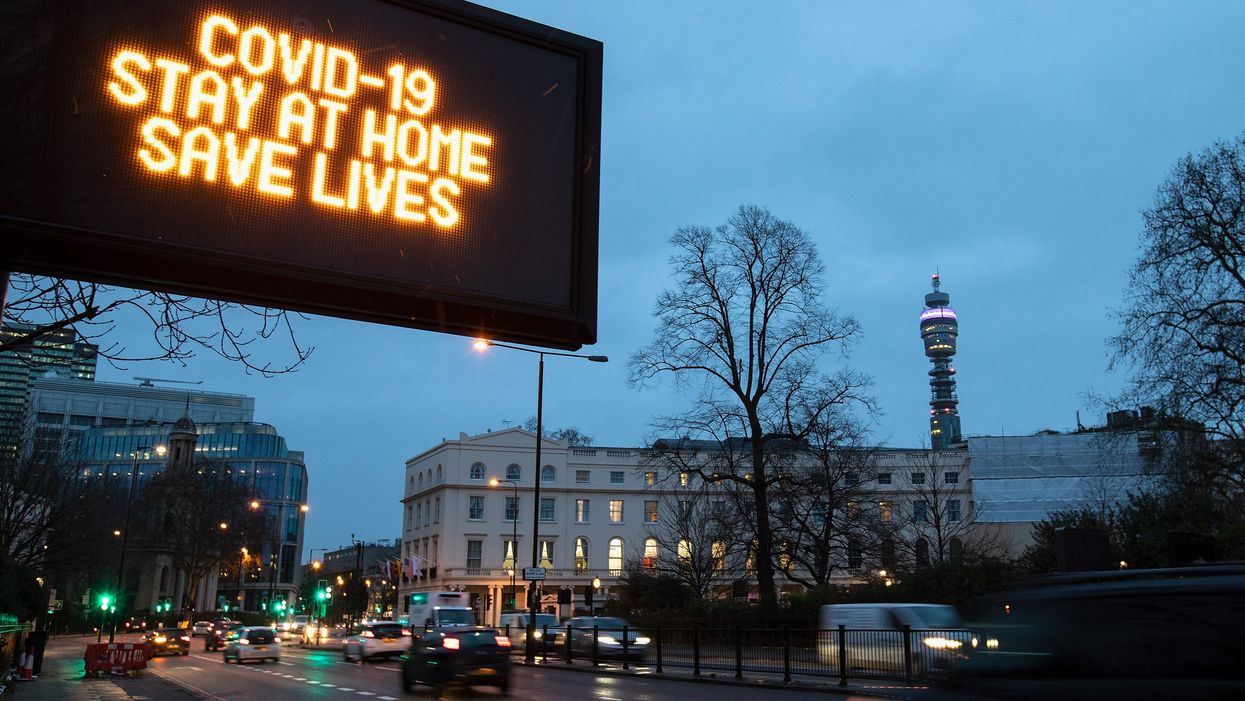 COVID-19
STAY AT HOME
SAVE LIVES